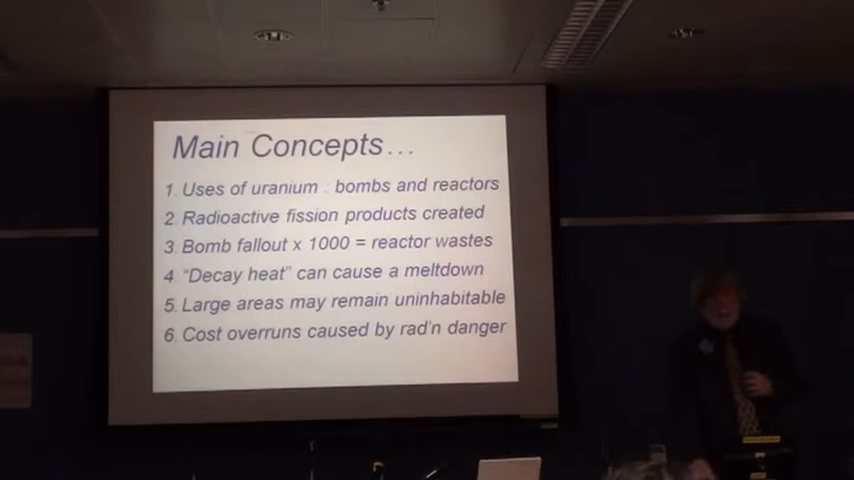 Main Concepts...
1. Uses of uranium : bombs and reactors
2. Radioactive fission products created
3. Bomb fallout x 1000 = reactor wastes
4. “Decay heat” can cause a meltdown
5. Large areas may remain uninhabitable
6. Cost overruns caused by rad'n danger